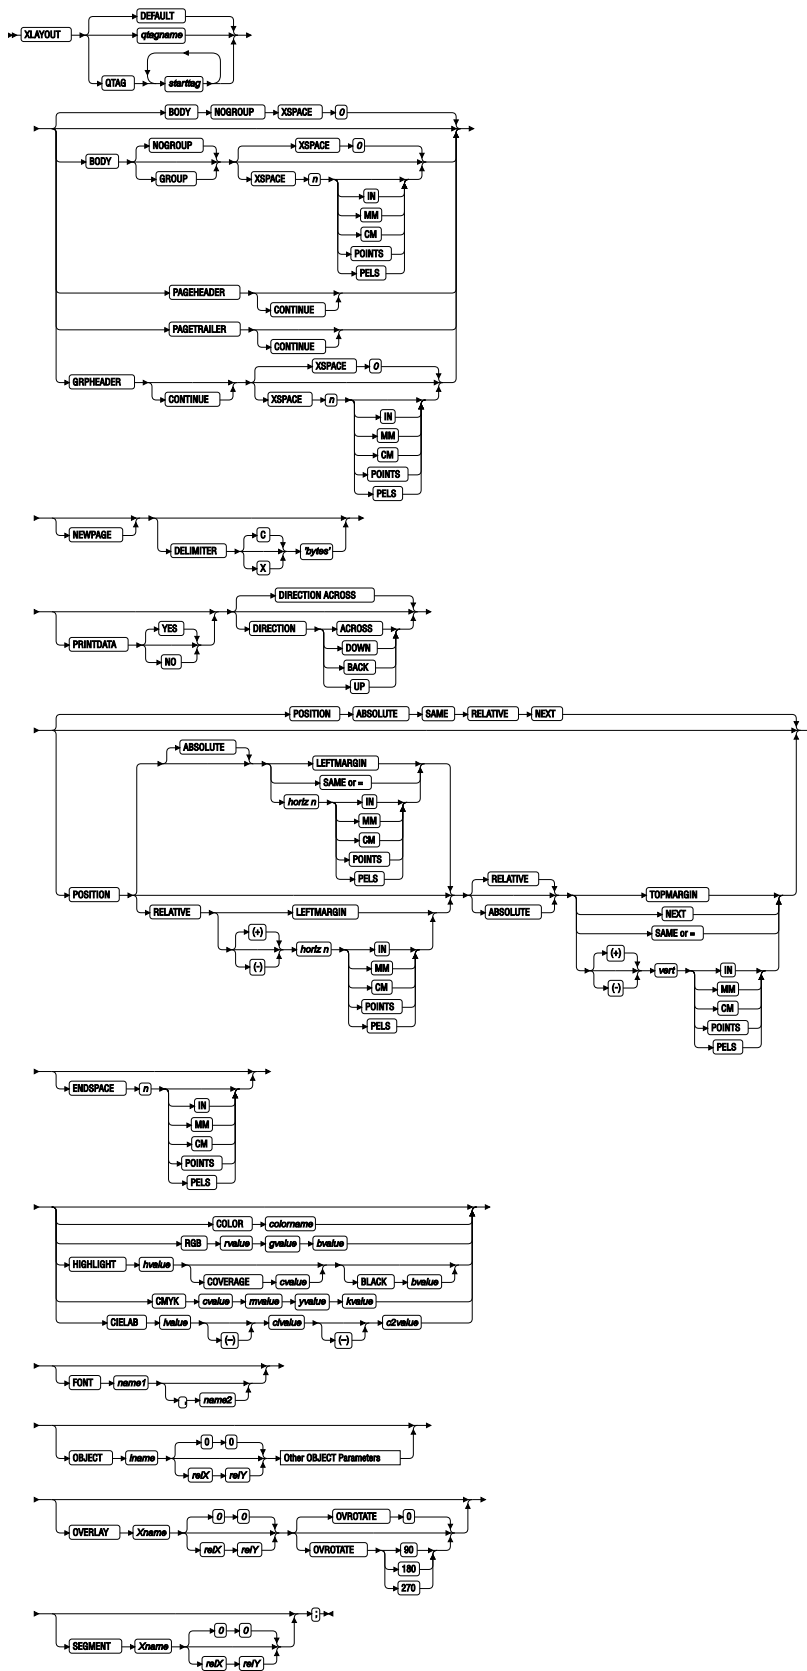 DEFAULT
XLAYOUT qtagname
QTAG starttag
BODY NOGROUP XSPACE 0
NOGROUP XSPACE 0
BODY
GROUP XSPACE n
IN
MM
CM
POINTS
PELS
PAGEHEADER
CONTINUE
PAGETRAILER
CONTINUE
XSPACE 0
GRPHEADER
CONTINUE XSPACE n
IN
MM
CM
POINTS
PELS
NEWPAGE C
DELIMITER 'bytes'
X
DIRECTION ACROSS
YES DIRECTION ACROSS
PRINTDATA DOWN
NO BACK
UP
POSITION ABSOLUTE SAME RELATIVE NEXT
ABSOLUTE LEFTMARGIN
SAME or =
horiz n IN
MM
CM
POINTS
PELS
RELATIVE
POSITION TOPMARGIN
RELATIVE LEFTMARGIN ABSOLUTE NEXT
(+) SAME or =
horiz n IN (+)
(-) MM vert IN
CM (-) MM
POINTS CM
PELS POINTS
PELS
ENDSPACE n
IN
MM
CM
POINTS
PELS
COLOR colorname
RGB rvalue gvalue bvalue
HIGHLIGHT hvalue
COVERAGE cvalue BLACK bvalue
CMYK cvalue mvalue yvalue kvalue
CIELAB lvalue clvalue c2value
(–) (–)
FONT name1
, name2
0 0
OBJECT lname Other OBJECT Parameters
relX relY
0 0 OVROTATE 0
OVERLAY Xname
relX relY OVROTATE 90
180
270
;
0 0
SEGMENT Xname
relX relY